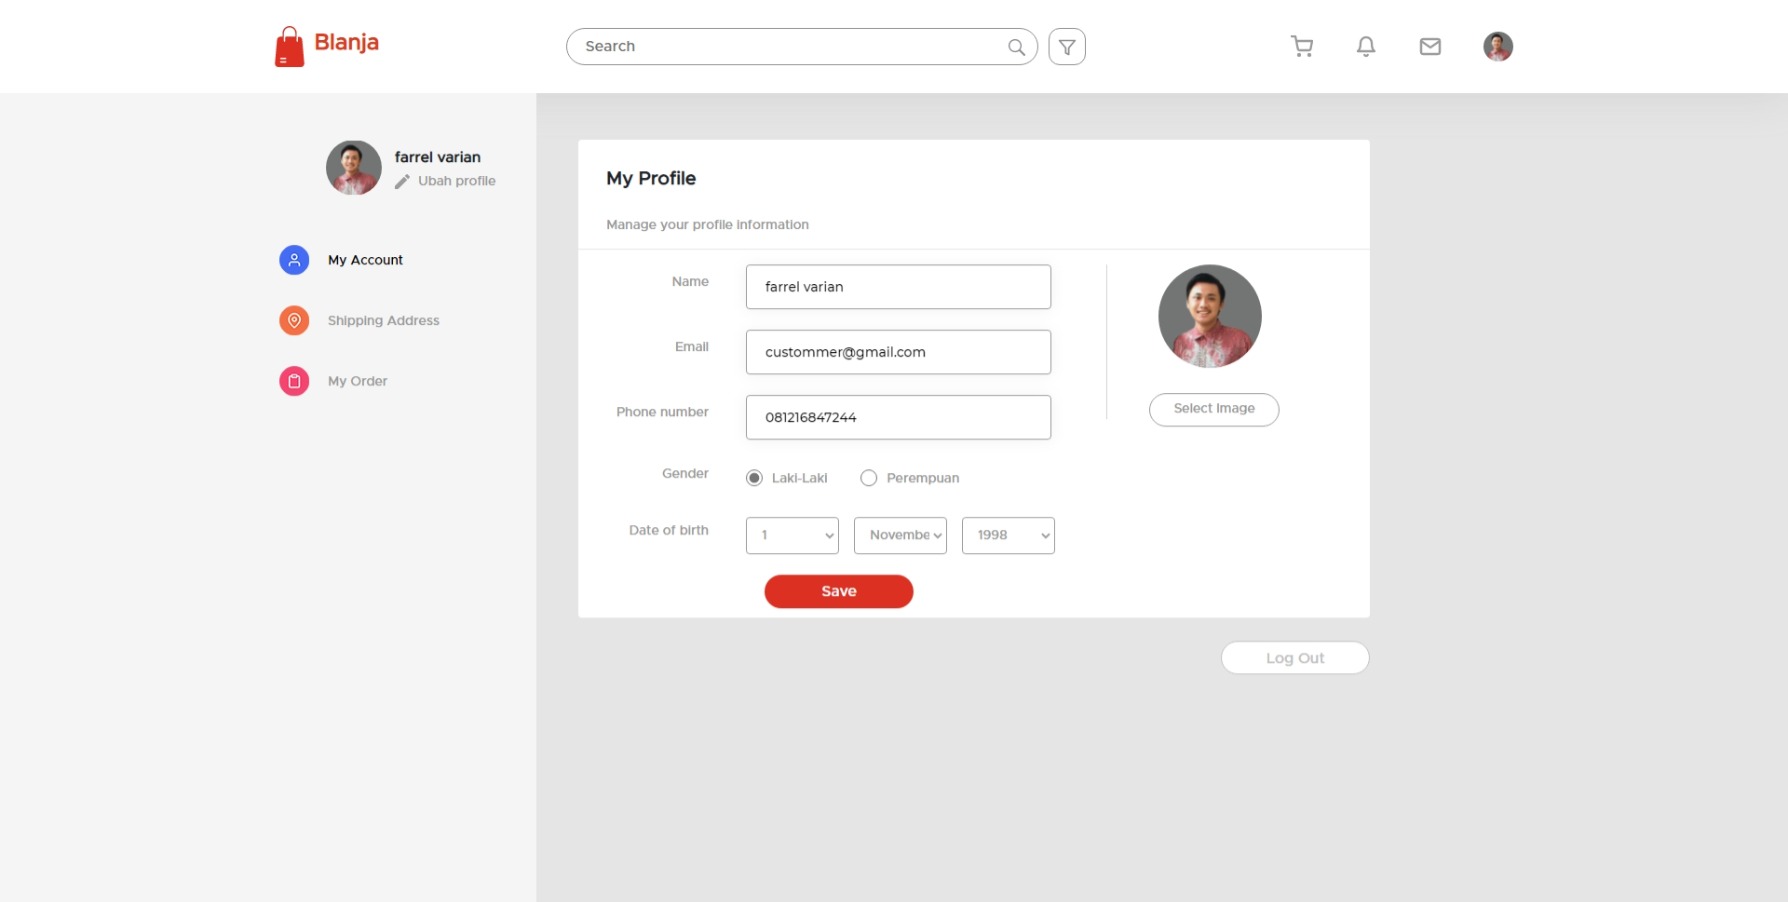 Blanja
Search
farrel varian
Ubah profile
My Account
Shipping Address
My Order
My Profile
Manage your profile information
Name
farrel varian
Email
custommer@gmail.com
Phone number
081216847244
Gender
Laki-Laki Perempuan
Date of birth
1 Novembe 1998
Save
Select Image
Log Out